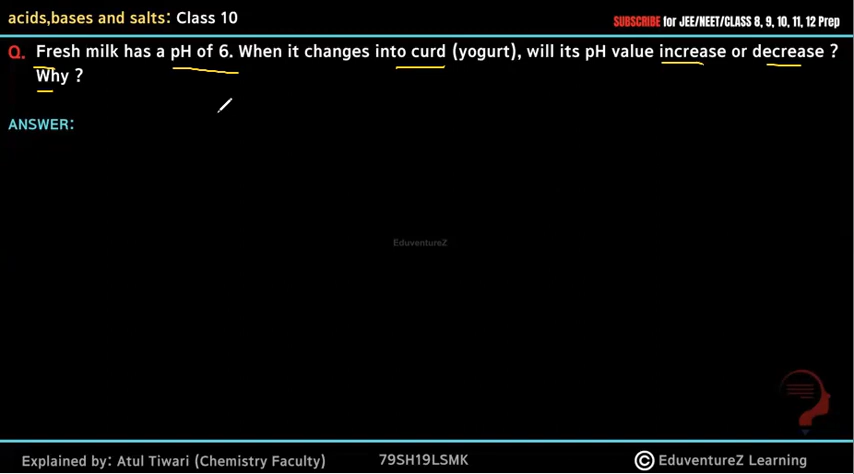 acids,bases and salts: Class 10
SUBSCRIBE for JEE/NEET/CLASS 8, 9, 10, 11, 12 Prep
Q. Fresh milk has a pH of 6. When it changes into curd (yogurt), will its pH value increase or decrease ?
Why ?
ANSWER:
EduventureZ
Explained by: Atul Tiwari (Chemistry Faculty)
79SH19LSMK
© EduventureZ Learning